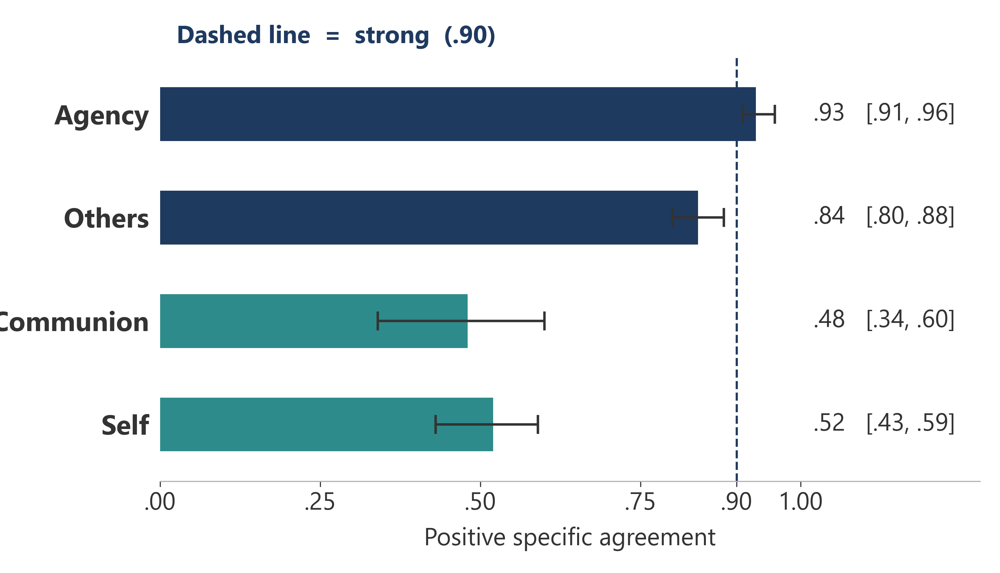 Dashed line = strong (.90)
Agency .93 [.91, .96]
Others .84 [.80, .88]
Communion .48 [.34, .60]
Self .52 [.43, .59]
.00 .25 .50 .75 .90 1.00
Positive specific agreement